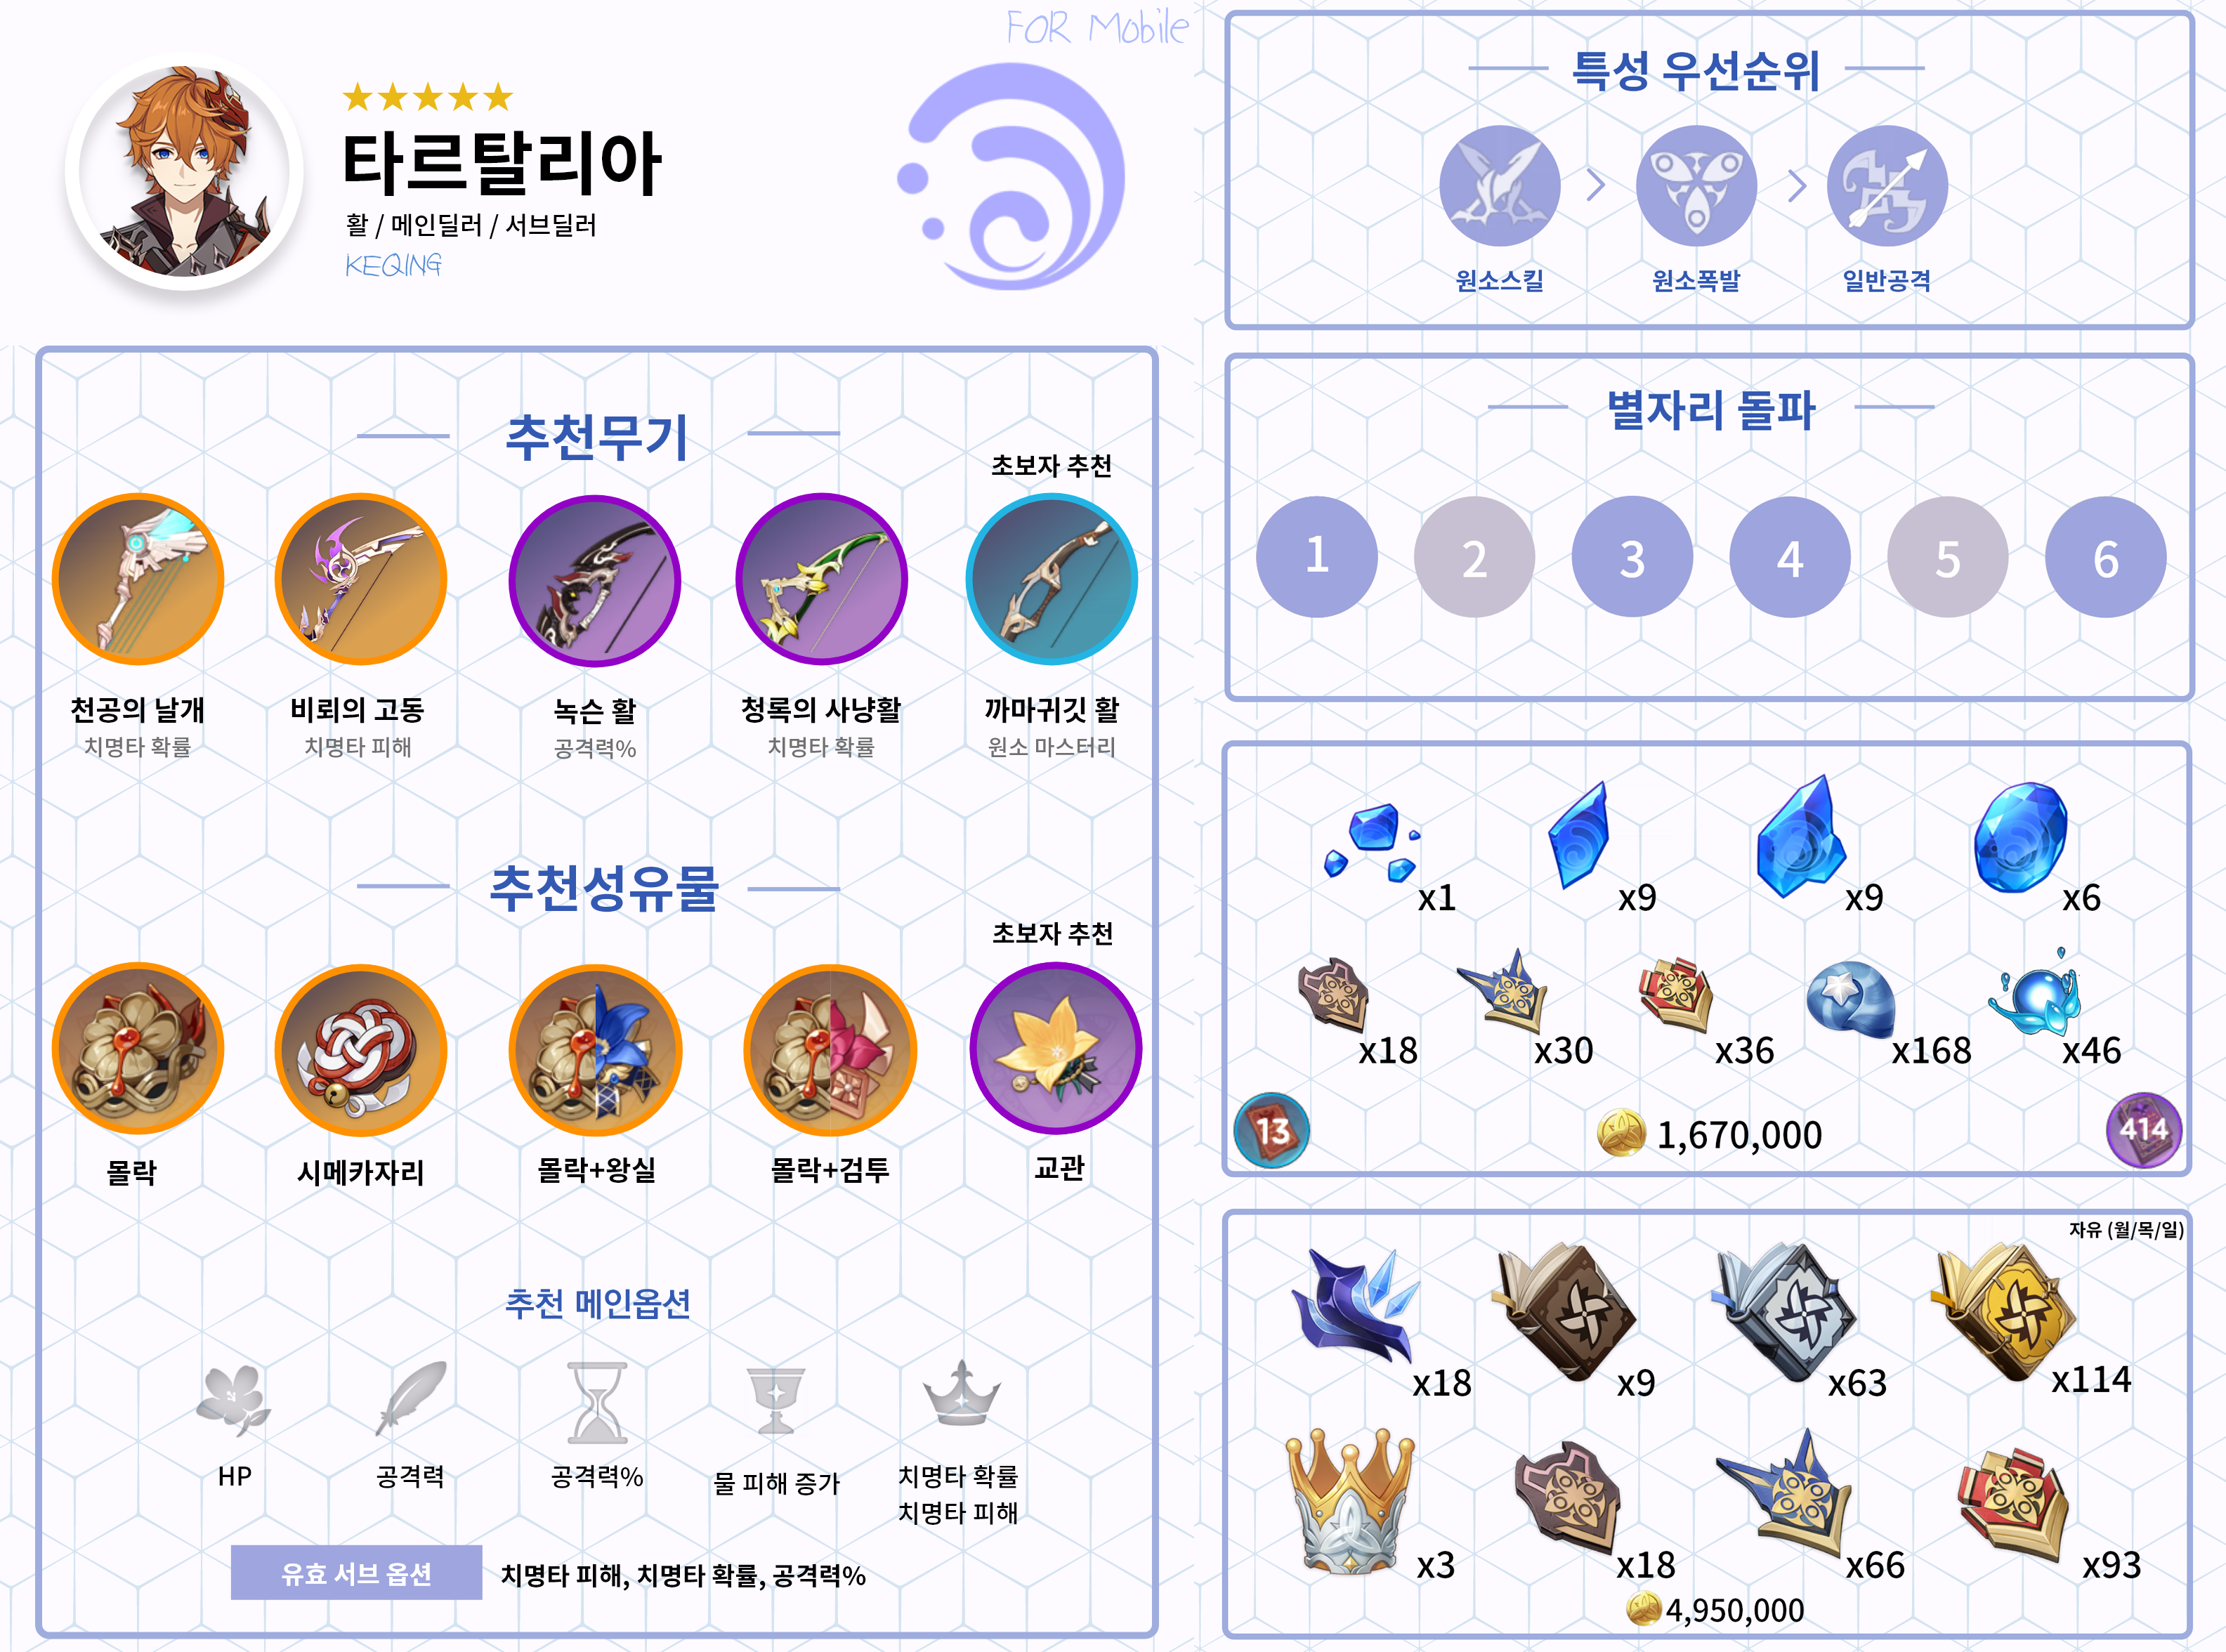 FOR Mobile
타르탈리아
활 / 메인딜러 / 서브딜러
KEQING
추천무기
초보자 추천
천공의 날개
치명타 확률
비뢰의 고동
치명타 피해
녹슨 활
공격력%
청록의 사냥활
치명타 확률
까마귀깃 활
원소 마스터리
추천성유물
초보자 추천
몰락
시메카자리
몰락+왕실
몰락+검투
교관
추천 메인옵션
HP
공격력
공격력%
물 피해 증가
치명타 확률
치명타 피해
유효 서브 옵션
치명타 피해, 치명타 확률, 공격력%
특성 우선순위
원소스킬
원소폭발
일반공격
별자리 돌파
1 2 3 4 5 6
x1 x9 x9 x6
x18 x30 x36 x168 x46
13 1,670,000 414
자유 (월/목/일)
x18 x9 x63 x114
x3 x18 x66 x93
4,950,000